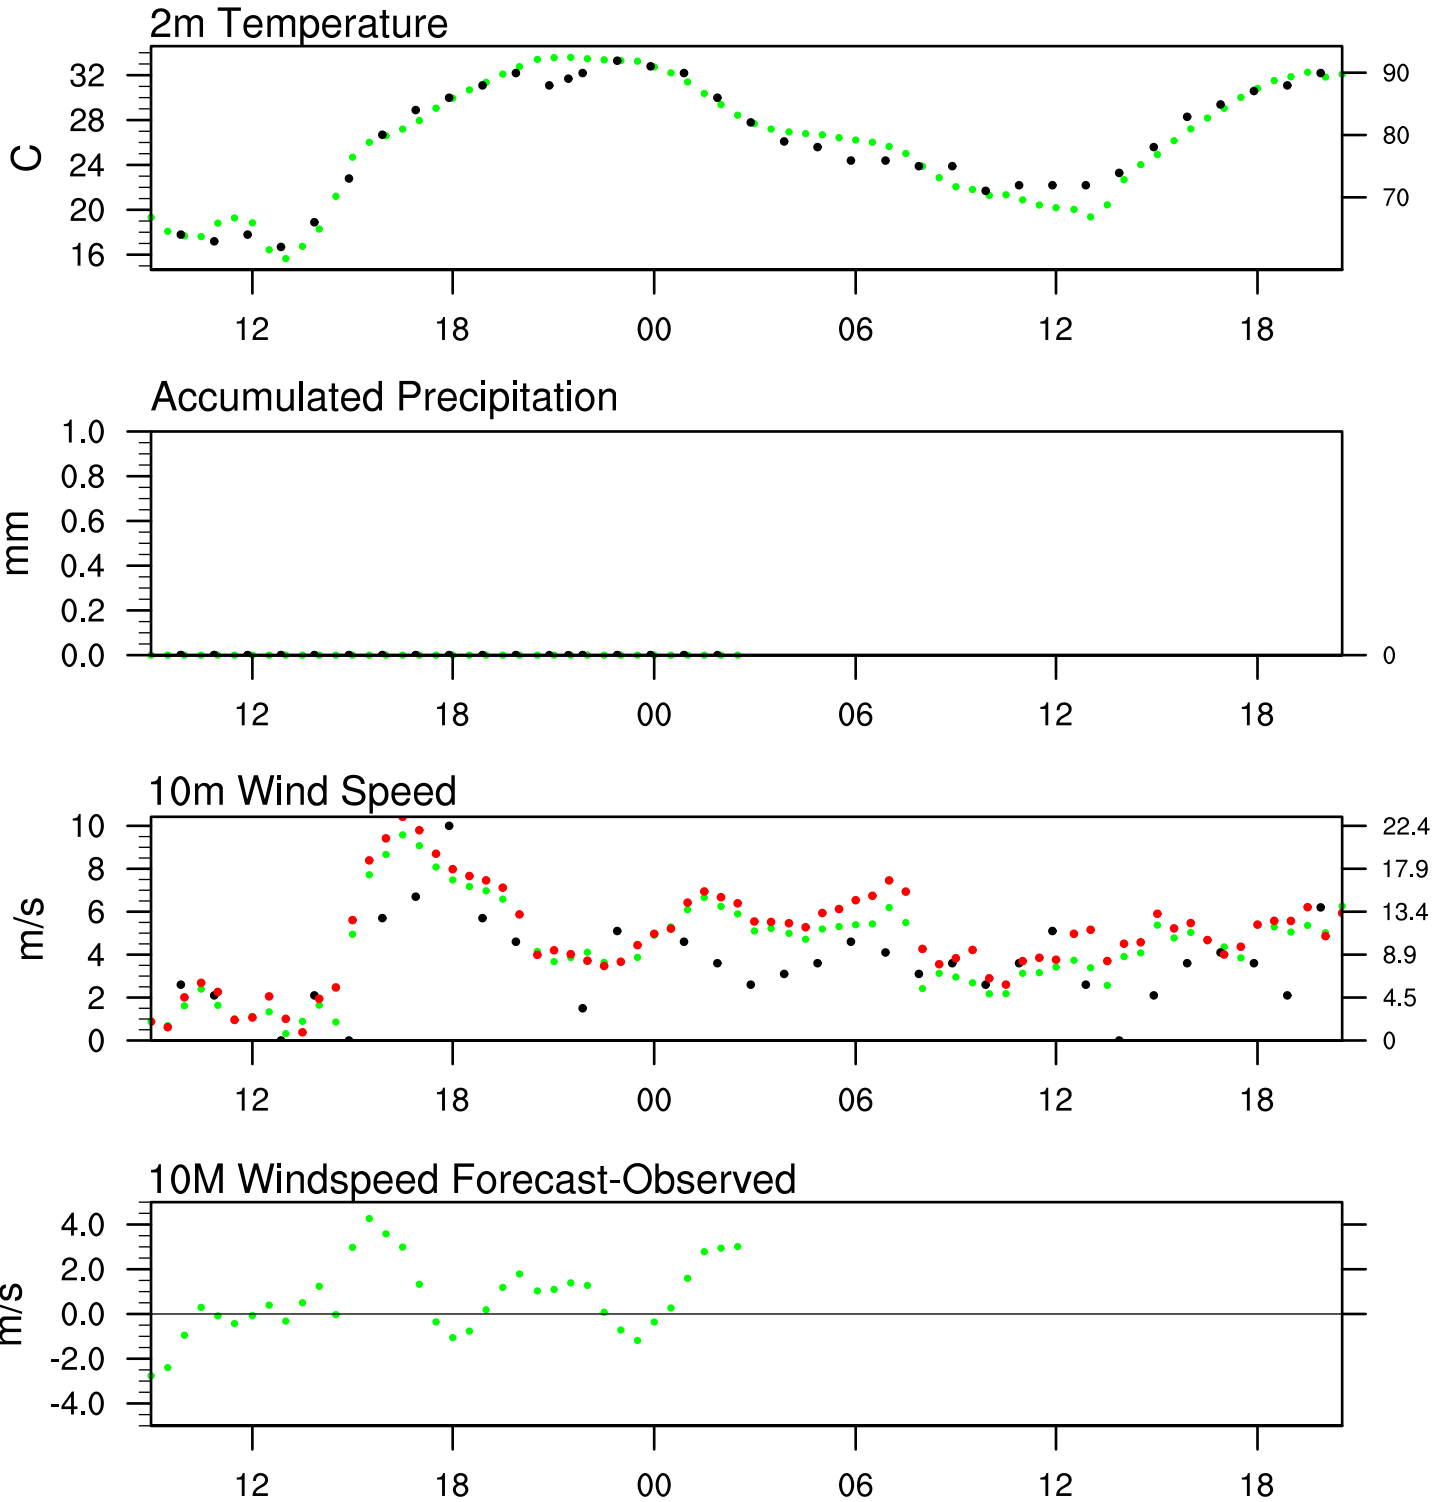 2m Temperature
32
28
24
20
16
C
90
80
70
12 18 00 06 12 18
Accumulated Precipitation
1.0
0.8
0.6
0.4
0.2
0.0
mm
0
12 18 00 06 12 18
10m Wind Speed
10
8
6
4
2
0
m/s
22.4
17.9
13.4
8.9
4.5
0
12 18 00 06 12 18
10M Windspeed Forecast-Observed
4.0
2.0
0.0
-2.0
-4.0
m/s
12 18 00 06 12 18